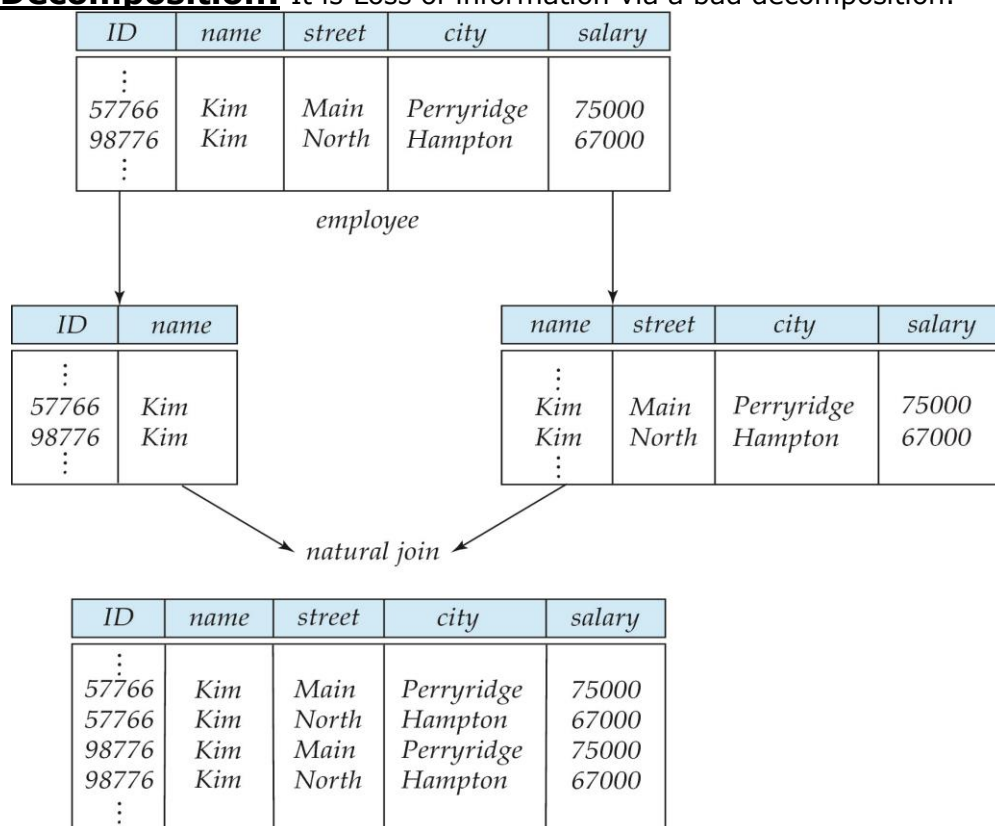 Decomposition: It is Loss of information via a bad decomposition.
ID name street city salary
⋮
57766 Kim Main Perryridge 75000
98776 Kim North Hampton 67000
⋮
employee
ID name
⋮
57766 Kim
98776 Kim
⋮
name street city salary
⋮
Kim Main Perryridge 75000
Kim North Hampton 67000
⋮
natural join
ID name street city salary
⋮
57766 Kim Main Perryridge 75000
57766 Kim North Hampton 67000
98776 Kim Main Perryridge 75000
98776 Kim North Hampton 67000
⋮